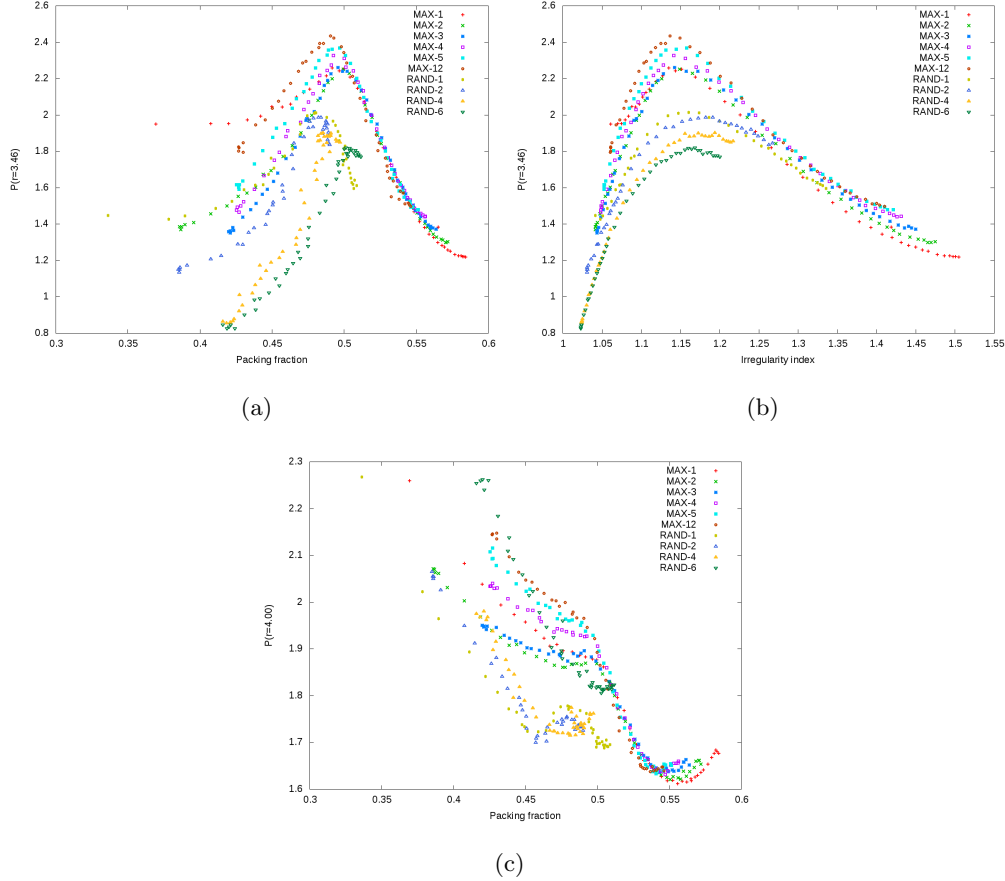 P(r=3.46)
2.6
2.4
2.2
2
1.8
1.6
1.4
1.2
1
0.8
0.3
0.35
0.4
0.45
0.5
0.55
0.6
Packing fraction
MAX-1
MAX-2
MAX-3
MAX-4
MAX-5
MAX-12
RAND-1
RAND-2
RAND-4
RAND-6
(a)
P(r=3.46)
2.6
2.4
2.2
2
1.8
1.6
1.4
1.2
1
0.8
1
1.05
1.1
1.15
1.2
1.25
1.3
1.35
1.4
1.45
1.5
1.55
Irregularity index
MAX-1
MAX-2
MAX-3
MAX-4
MAX-5
MAX-12
RAND-1
RAND-2
RAND-4
RAND-6
(b)
P(r=4.00)
2.3
2.2
2.1
2
1.9
1.8
1.7
1.6
0.3
0.35
0.4
0.45
0.5
0.55
0.6
Packing fraction
MAX-1
MAX-2
MAX-3
MAX-4
MAX-5
MAX-12
RAND-1
RAND-2
RAND-4
RAND-6
(c)